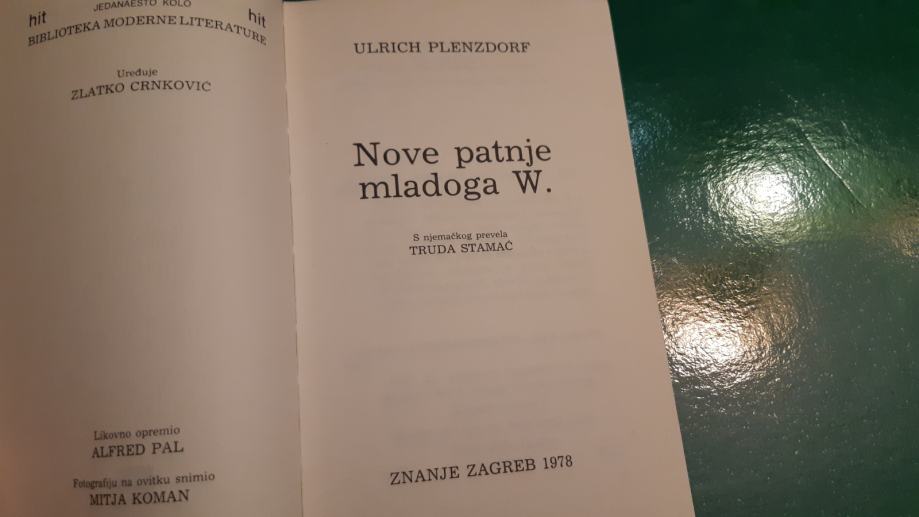 JEDANAESTO KOLO
hit hit
BIBLIOTEKA MODERNE LITERATURE
Uređuje
ZLATKO CRNKOVIĆ
Likovno opremio
ALFRED PAL
Fotografiju na ovitku snimio
MITJA KOMAN
ULRICH PLENZDORF
Nove patnje
mladoga W.
S njemačkog prevela
TRUDA STAMAĆ
ZNANJE ZAGREB 1978